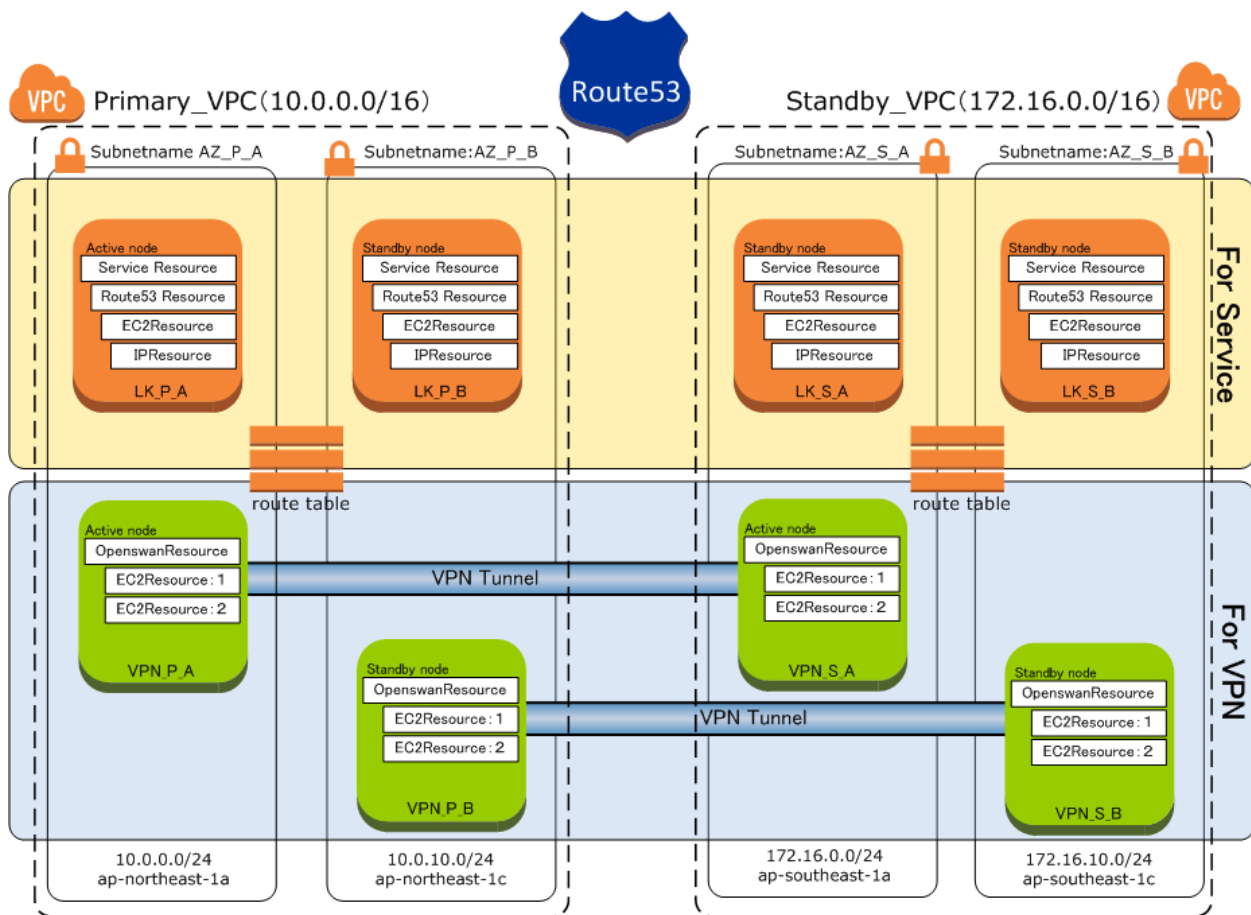 Route53
VPC
Primary_VPC(10.0.0.0/16)
Standby_VPC(172.16.0.0/16)
VPC
Subnetname AZ_P_A
Subnetname:AZ_P_B
Subnetname:AZ_S_A
Subnetname:AZ_S_B
For Service
Active node
Service Resource
Route53 Resource
EC2Resource
IPResource
LK_P_A
Standby node
Service Resource
Route53 Resource
EC2Resource
IPResource
LK_P_B
Standby node
Service Resource
Route53 Resource
EC2Resource
IPResource
LK_S_A
Standby node
Service Resource
Route53 Resource
EC2Resource
IPResource
LK_S_B
route table
route table
For VPN
Active node
OpenswanResource
EC2Resource:1
EC2Resource:2
VPN_P_A
VPN Tunnel
Active node
OpenswanResource
EC2Resource:1
EC2Resource:2
VPN_S_A
Standby node
OpenswanResource
EC2Resource:1
EC2Resource:2
VPN_P_B
VPN Tunnel
Standby node
OpenswanResource
EC2Resource:1
EC2Resource:2
VPN_S_B
10.0.0.0/24
ap-northeast-1a
10.0.10.0/24
ap-northeast-1c
172.16.0.0/24
ap-southeast-1a
172.16.10.0/24
ap-southeast-1c